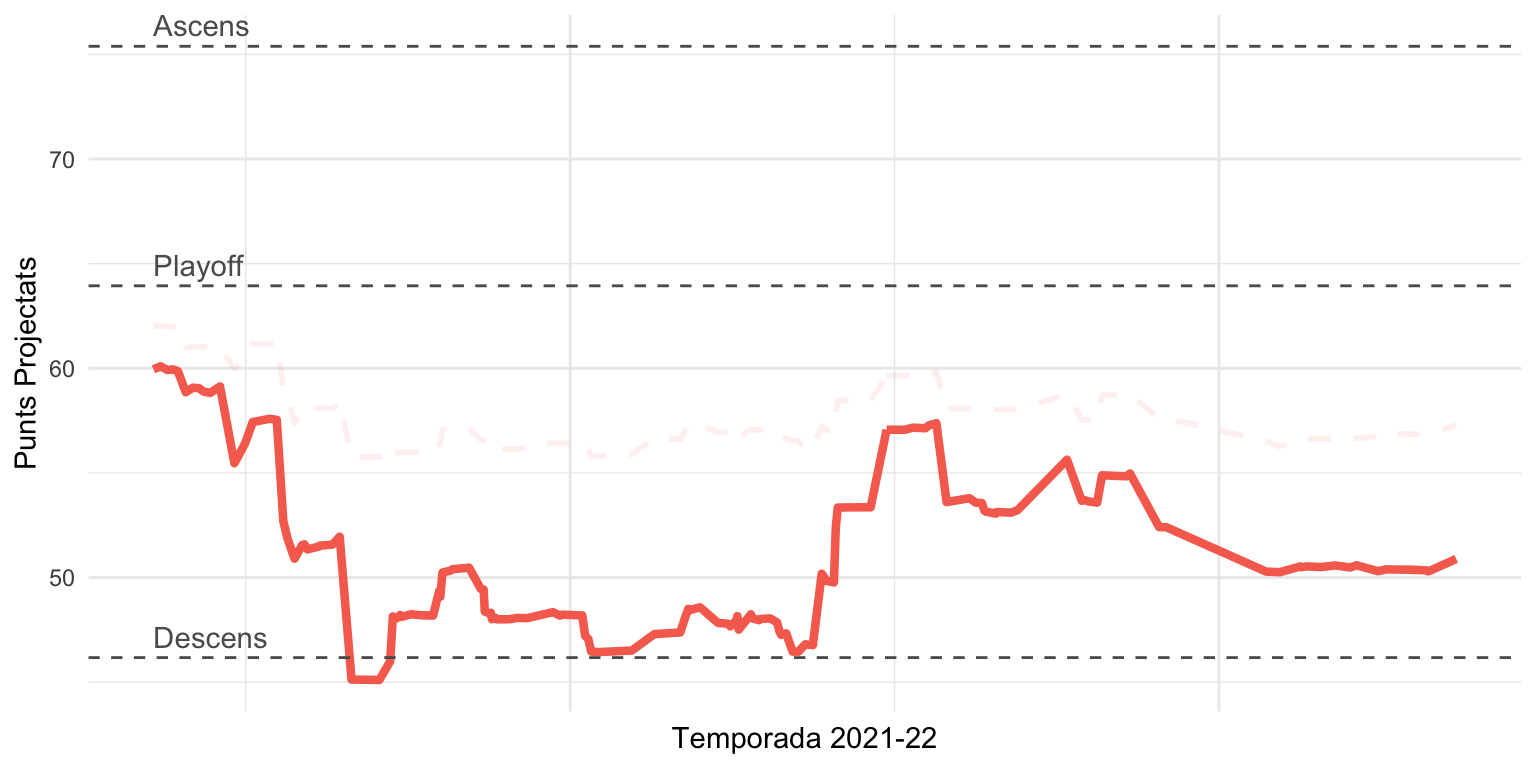 Ascens
70
Playoff
60
50
Descens
Punts Projectats
Temporada 2021-22